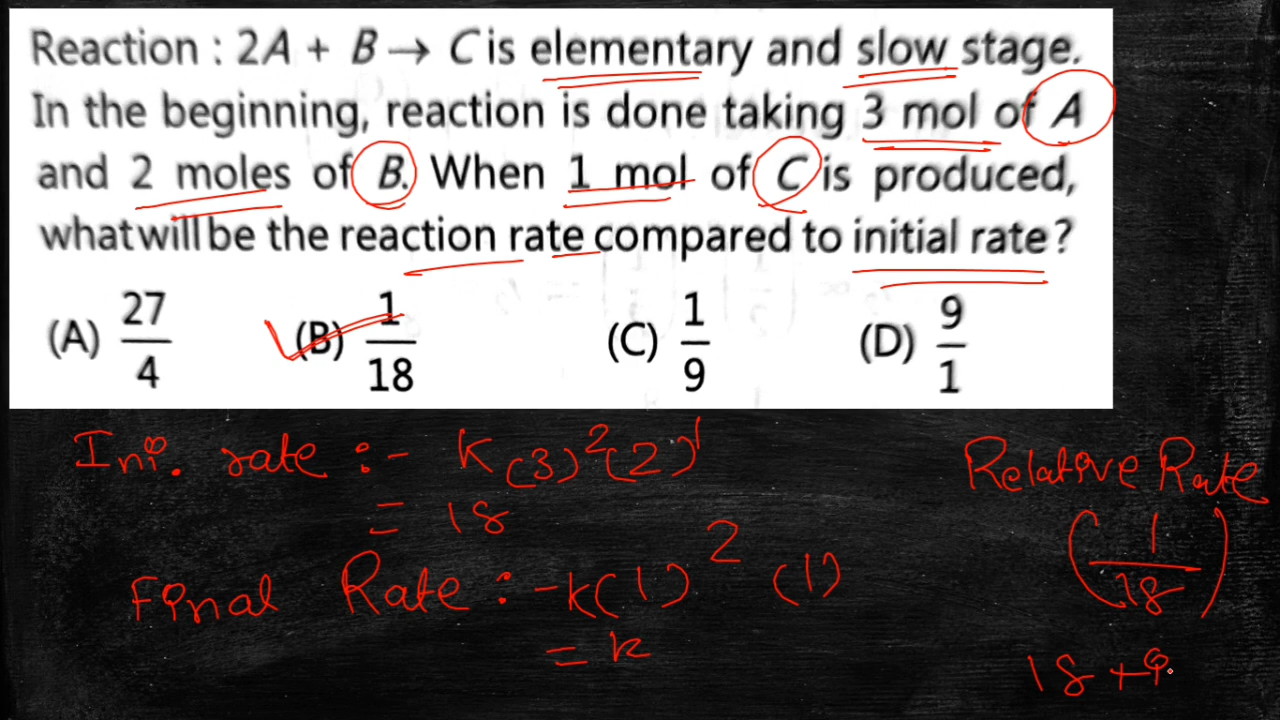 Reaction : 2A + B → C is elementary and slow stage.
In the beginning, reaction is done taking 3 mol of A
and 2 moles of B. When 1 mol of C is produced,
what will be the reaction rate compared to initial rate ?
(A) 27/4 (B) 1/18 (C) 1/9 (D) 9/1
Ini. rate :- K (3)²(2)¹
= 18
Final Rate :- k(1)² (1)
= k
Relative Rate
(1/18)
18 + 9